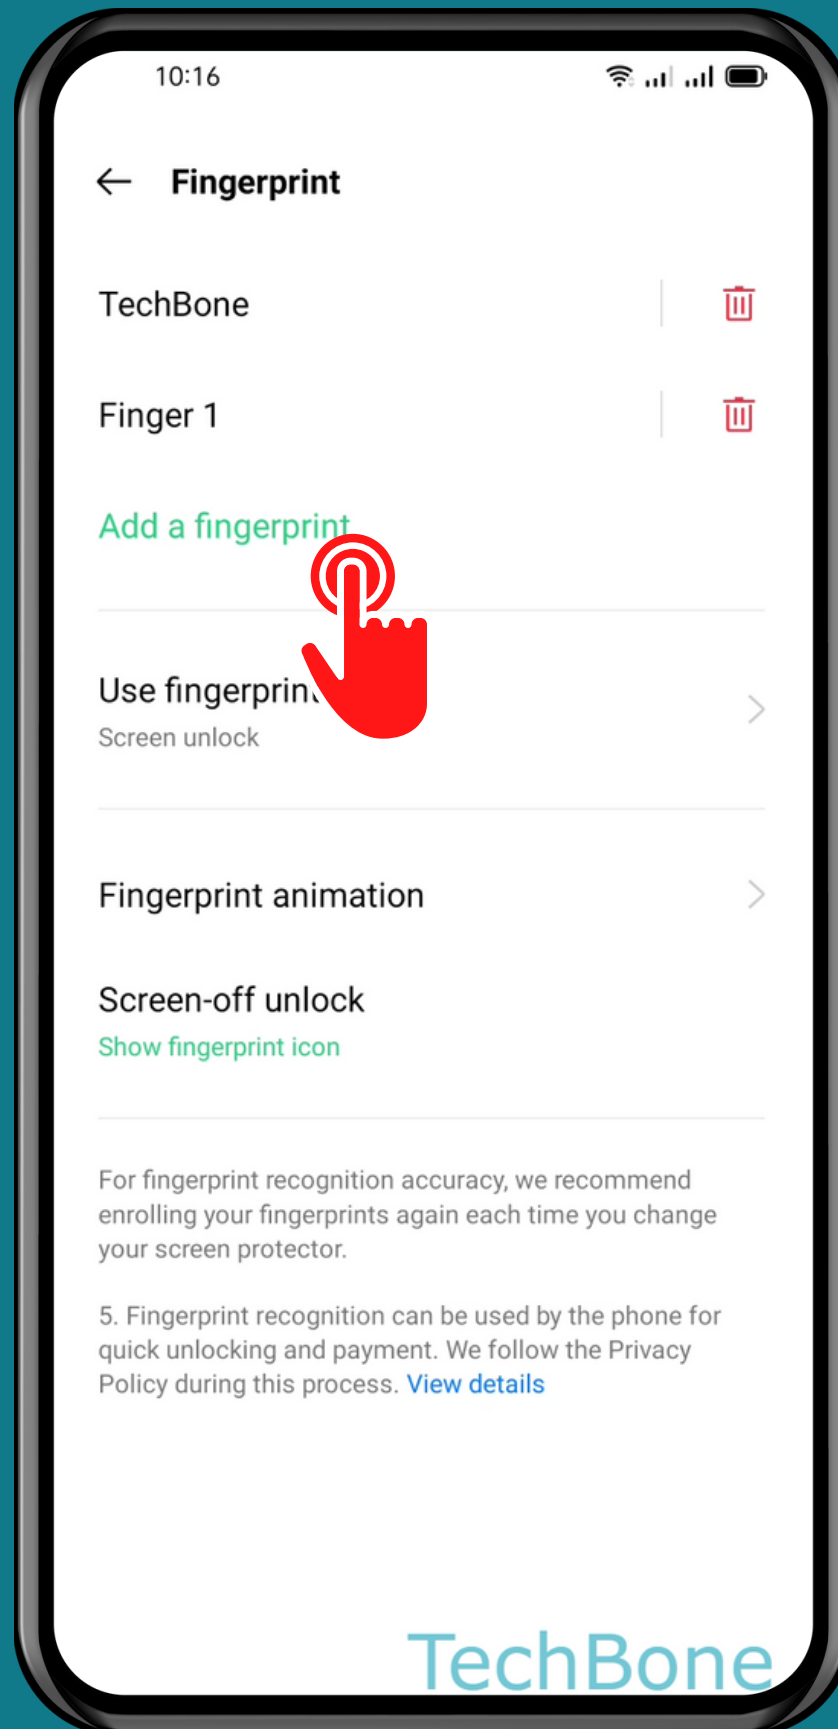 10:16
Fingerprint
TechBone
Finger 1
Add a fingerprint
Use fingerprint
Screen unlock
Fingerprint animation
Screen-off unlock
Show fingerprint icon
For fingerprint recognition accuracy, we recommend
enrolling your fingerprints again each time you change
your screen protector.
5. Fingerprint recognition can be used by the phone for
quick unlocking and payment. We follow the Privacy
Policy during this process. View details
TechBone